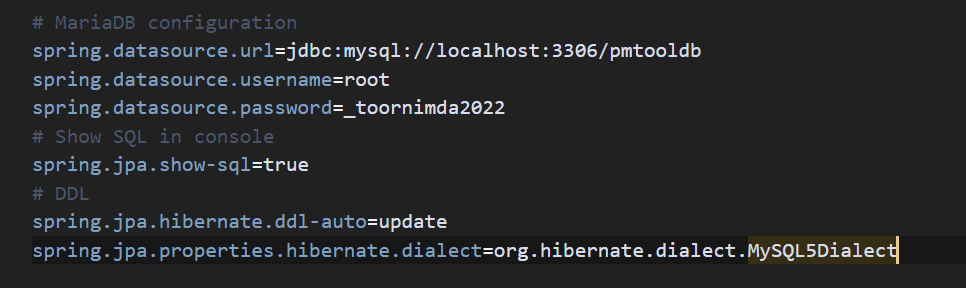 # MariaDB configuration
spring.datasource.url=jdbc:mysql://localhost:3306/pmtooldb
spring.datasource.username=root
spring.datasource.password=_toornimda2022
# Show SQL in console
spring.jpa.show-sql=true
# DDL
spring.jpa.hibernate.ddl-auto=update
spring.jpa.properties.hibernate.dialect=org.hibernate.dialect.MySQL5Dialect